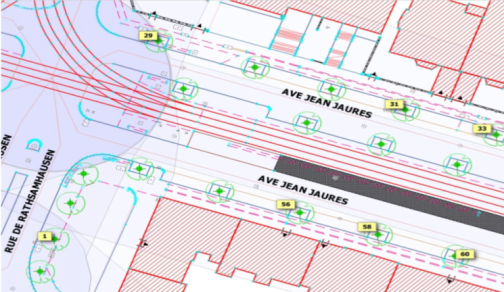 29
AVE JEAN JAURES
31
33
RUE DE RATHSAMHAUSEN
AVE JEAN JAURES
56
58
1
60